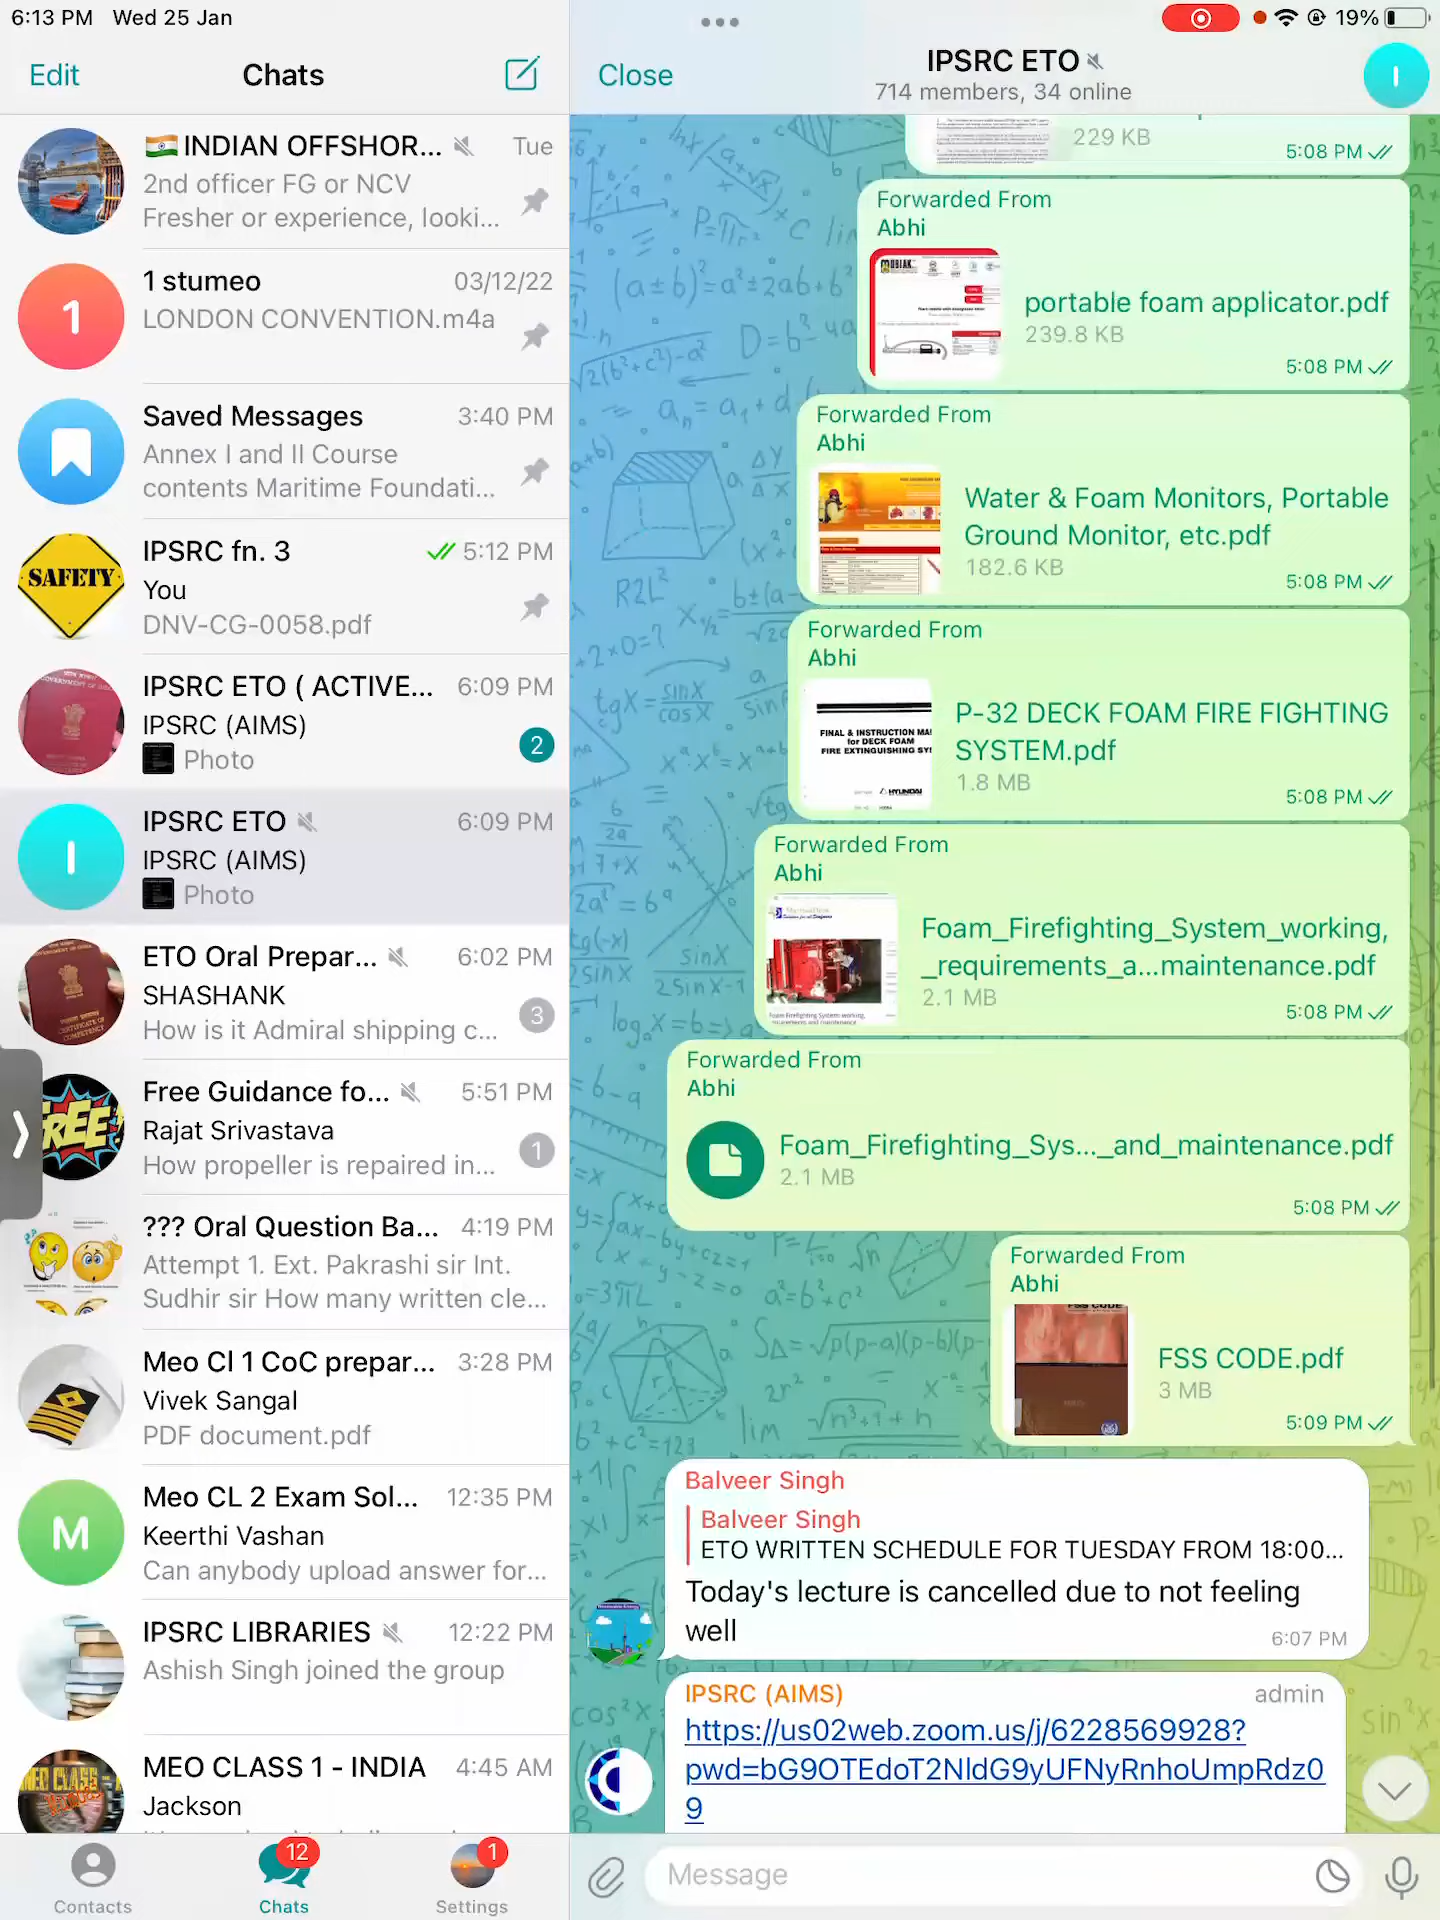 6:13 PM Wed 25 Jan
19%
Edit
Chats
🇮🇳 INDIAN OFFSHOR... Tue
2nd officer FG or NCV
Fresher or experience, looki...
1
1 stumeo 03/12/22
LONDON CONVENTION.m4a
Saved Messages 3:40 PM
Annex I and II Course
contents Maritime Foundati...
SAFETY
IPSRC fn. 3 5:12 PM
You
DNV-CG-0058.pdf
IPSRC ETO ( ACTIVE... 6:09 PM
IPSRC (AIMS)
Photo
2
I
IPSRC ETO 6:09 PM
IPSRC (AIMS)
Photo
ETO Oral Prepar... 6:02 PM
SHASHANK
How is it Admiral shipping c...
3
Free Guidance fo... 5:51 PM
Rajat Srivastava
How propeller is repaired in...
1
??? Oral Question Ba... 4:19 PM
Attempt 1. Ext. Pakrashi sir Int.
Sudhir sir How many written cle...
Meo Cl 1 CoC prepar... 3:28 PM
Vivek Sangal
PDF document.pdf
M
Meo CL 2 Exam Sol... 12:35 PM
Keerthi Vashan
Can anybody upload answer for...
IPSRC LIBRARIES 12:22 PM
Ashish Singh joined the group
MEO CLASS 1 - INDIA 4:45 AM
Jackson
Contacts
12
Chats
1
Settings
Close
IPSRC ETO
714 members, 34 online
I
229 KB
5:08 PM
Forwarded From
Abhi
portable foam applicator.pdf
239.8 KB
5:08 PM
Forwarded From
Abhi
Water & Foam Monitors, Portable
Ground Monitor, etc.pdf
182.6 KB
5:08 PM
Forwarded From
Abhi
FINAL & INSTRUCTION MA
for DECK FOAM
FIRE EXTINGUISHING SY
HYUNDAI
P-32 DECK FOAM FIRE FIGHTING
SYSTEM.pdf
1.8 MB
5:08 PM
Forwarded From
Abhi
Foam_Firefighting_System_working,
_requirements_a...maintenance.pdf
2.1 MB
5:08 PM
Forwarded From
Abhi
Foam_Firefighting_Sys..._and_maintenance.pdf
2.1 MB
5:08 PM
Forwarded From
Abhi
FSS CODE
FSS CODE.pdf
3 MB
5:09 PM
Balveer Singh
Balveer Singh
ETO WRITTEN SCHEDULE FOR TUESDAY FROM 18:00...
Today's lecture is cancelled due to not feeling
well
6:07 PM
IPSRC (AIMS) admin
https://us02web.zoom.us/j/6228569928?
pwd=bG9OTEdoT2NldG9yUFNyRnhoUmpRdz0
9
Message